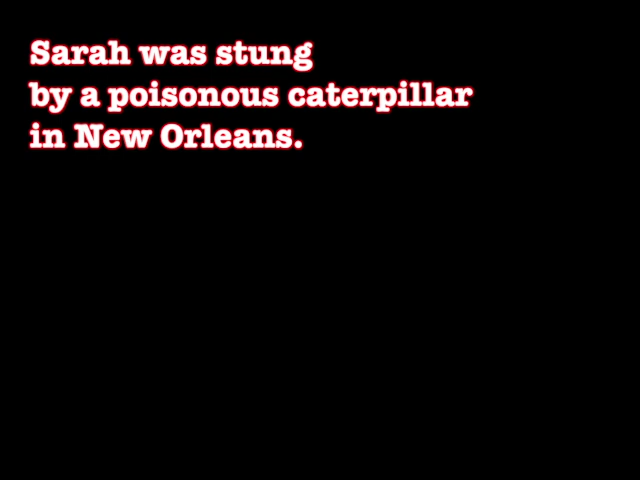 Sarah was stung
by a poisonous caterpillar
in New Orleans.